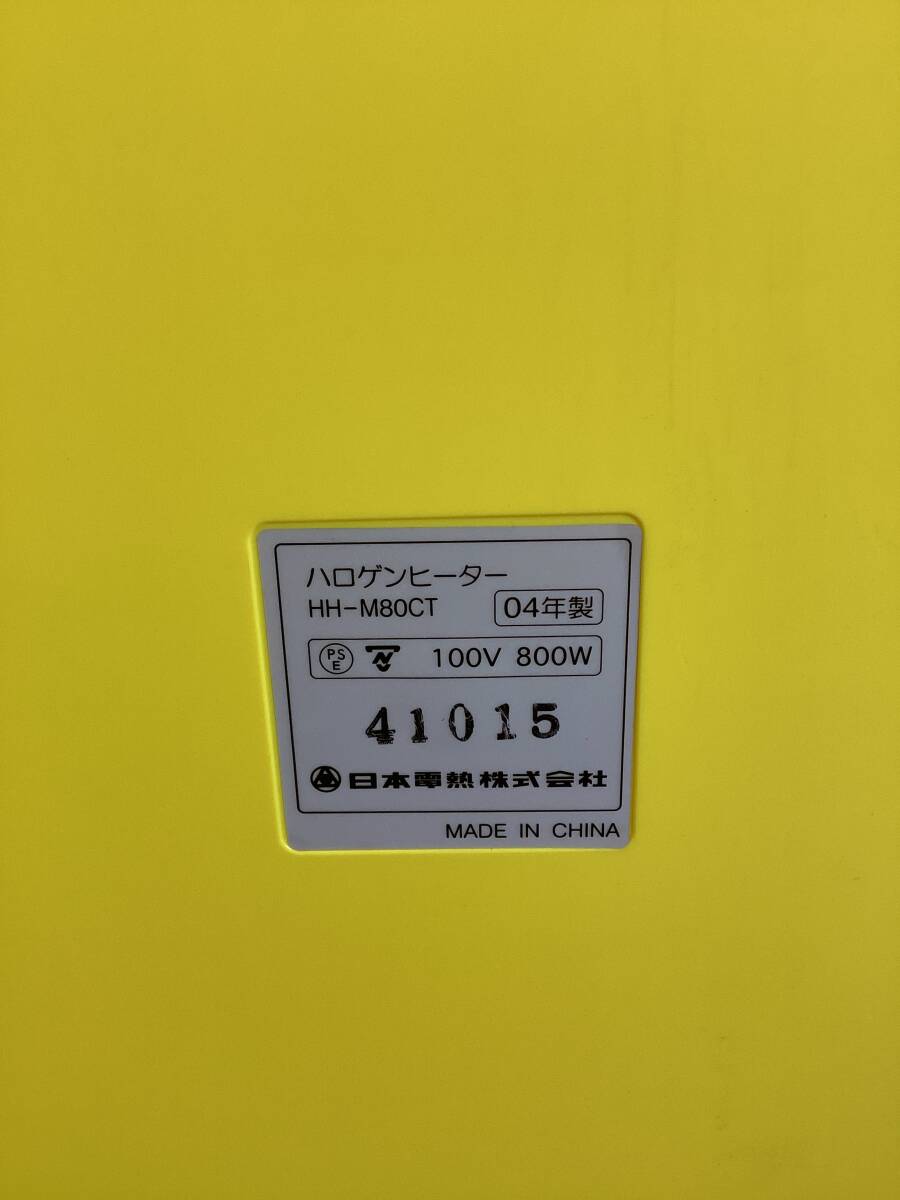 ハロゲンヒーター
HH-M80CT 04年製
PS E N 100V 800W
41015
日本電熱株式会社
MADE IN CHINA